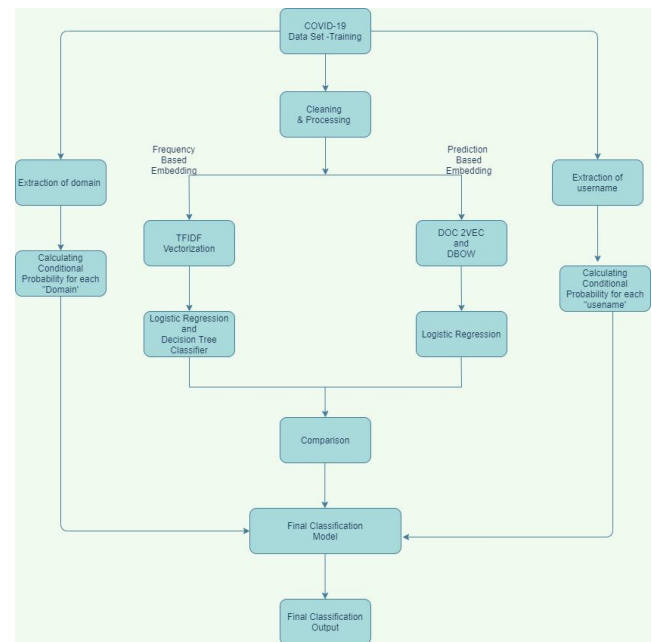 COVID-19
Data Set -Training
Cleaning
& Processing
Frequency
Based
Embedding
Prediction
Based
Embedding
Extraction of domain
Extraction of
username
TFIDF
Vectorization
DOC 2VEC
and
DBOW
Calculating
Conditional
Probability for each
"Domain'
Calculating
Conditional
Probability for each
"usename'
Logistic Regression
and
Decision Tree
Classifier
Logistic Regression
Comparison
Final Classification
Model
Final Classification
Output